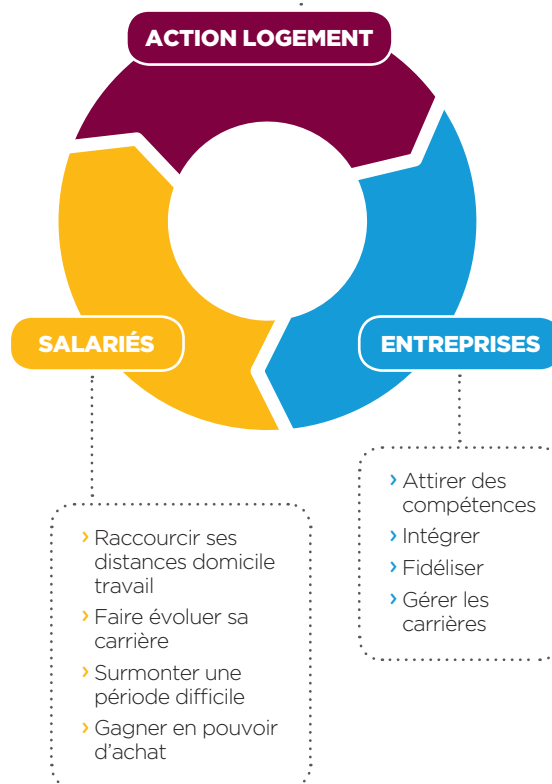 ACTION LOGEMENT
SALARIÉS
ENTREPRISES
› Raccourcir ses
distances domicile
travail
› Faire évoluer sa
carrière
› Surmonter une
période difficile
› Gagner en pouvoir
d'achat
› Attirer des
compétences
› Intégrer
› Fidéliser
› Gérer les
carrières